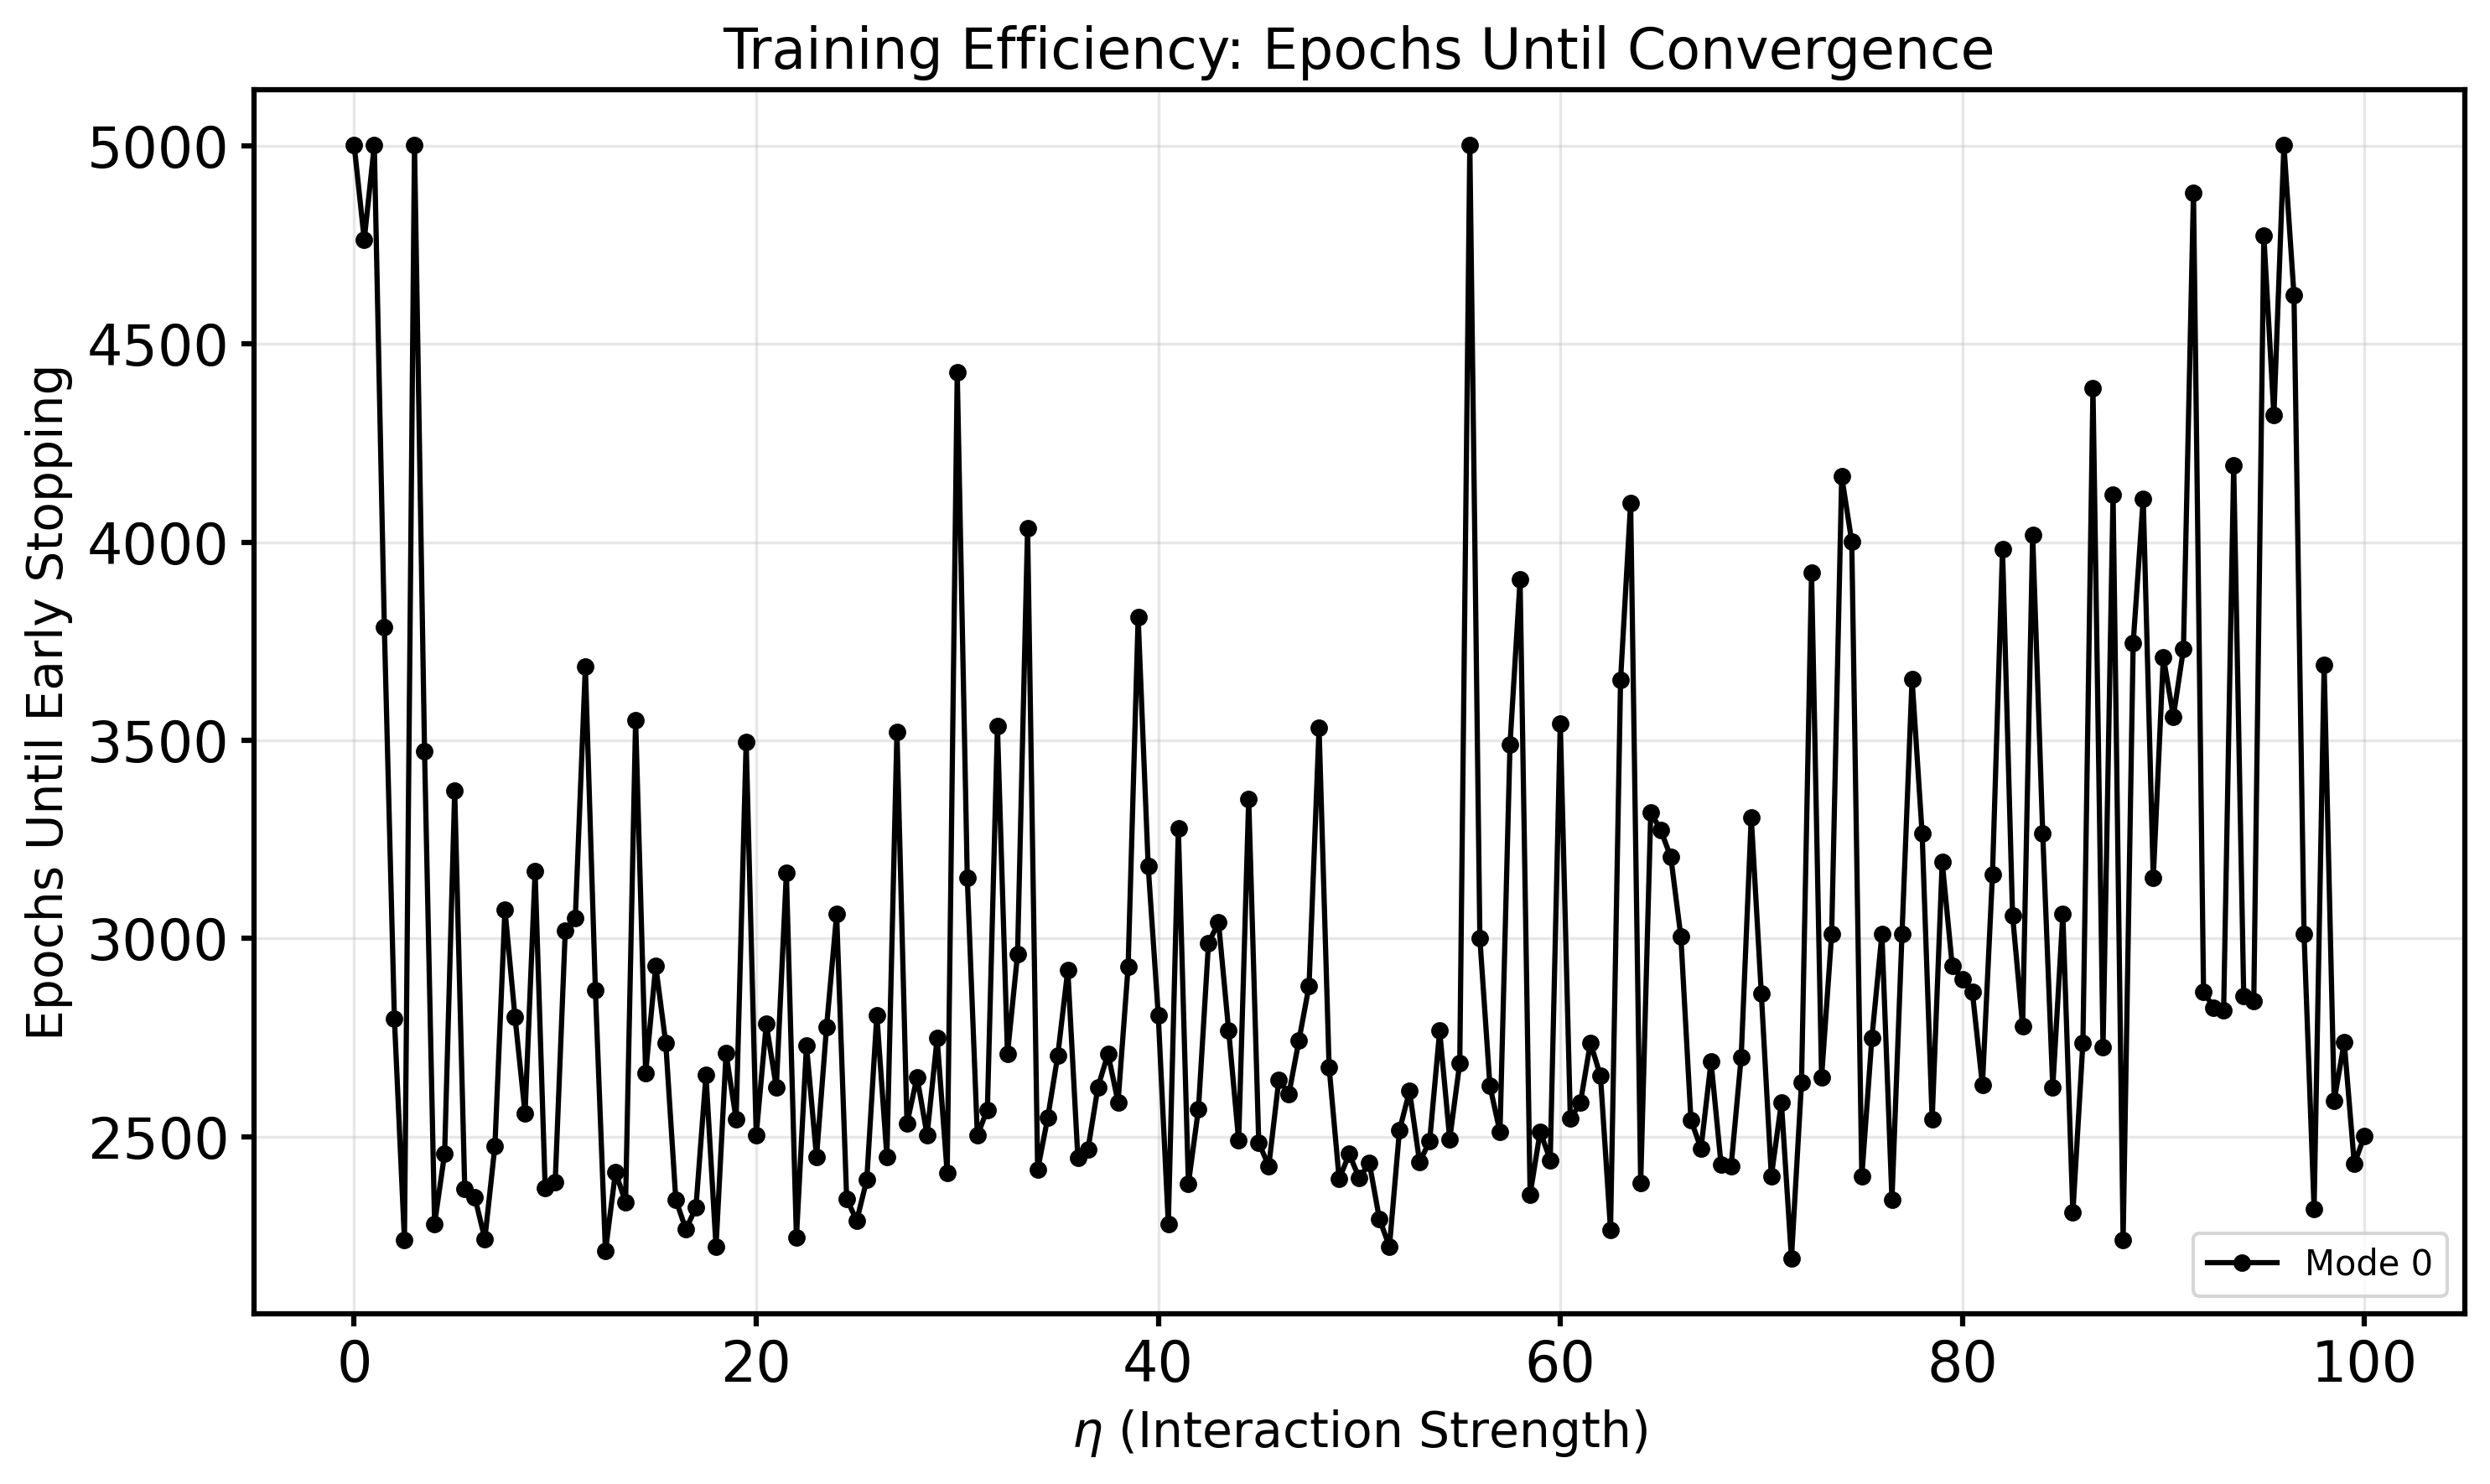 Training Efficiency: Epochs Until Convergence
Epochs Until Early Stopping
5000
4500
4000
3500
3000
2500
0 20 40 60 80 100
η (Interaction Strength)
Mode 0